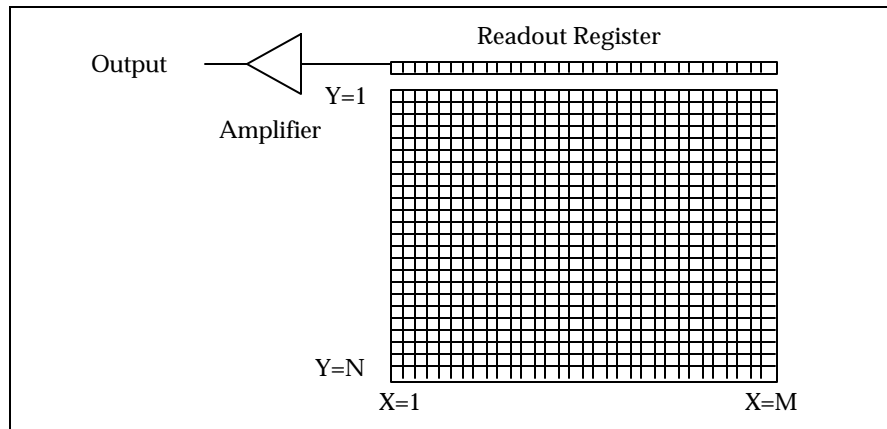 Readout Register
Output
Y=1
Amplifier
Y=N
X=1
X=M